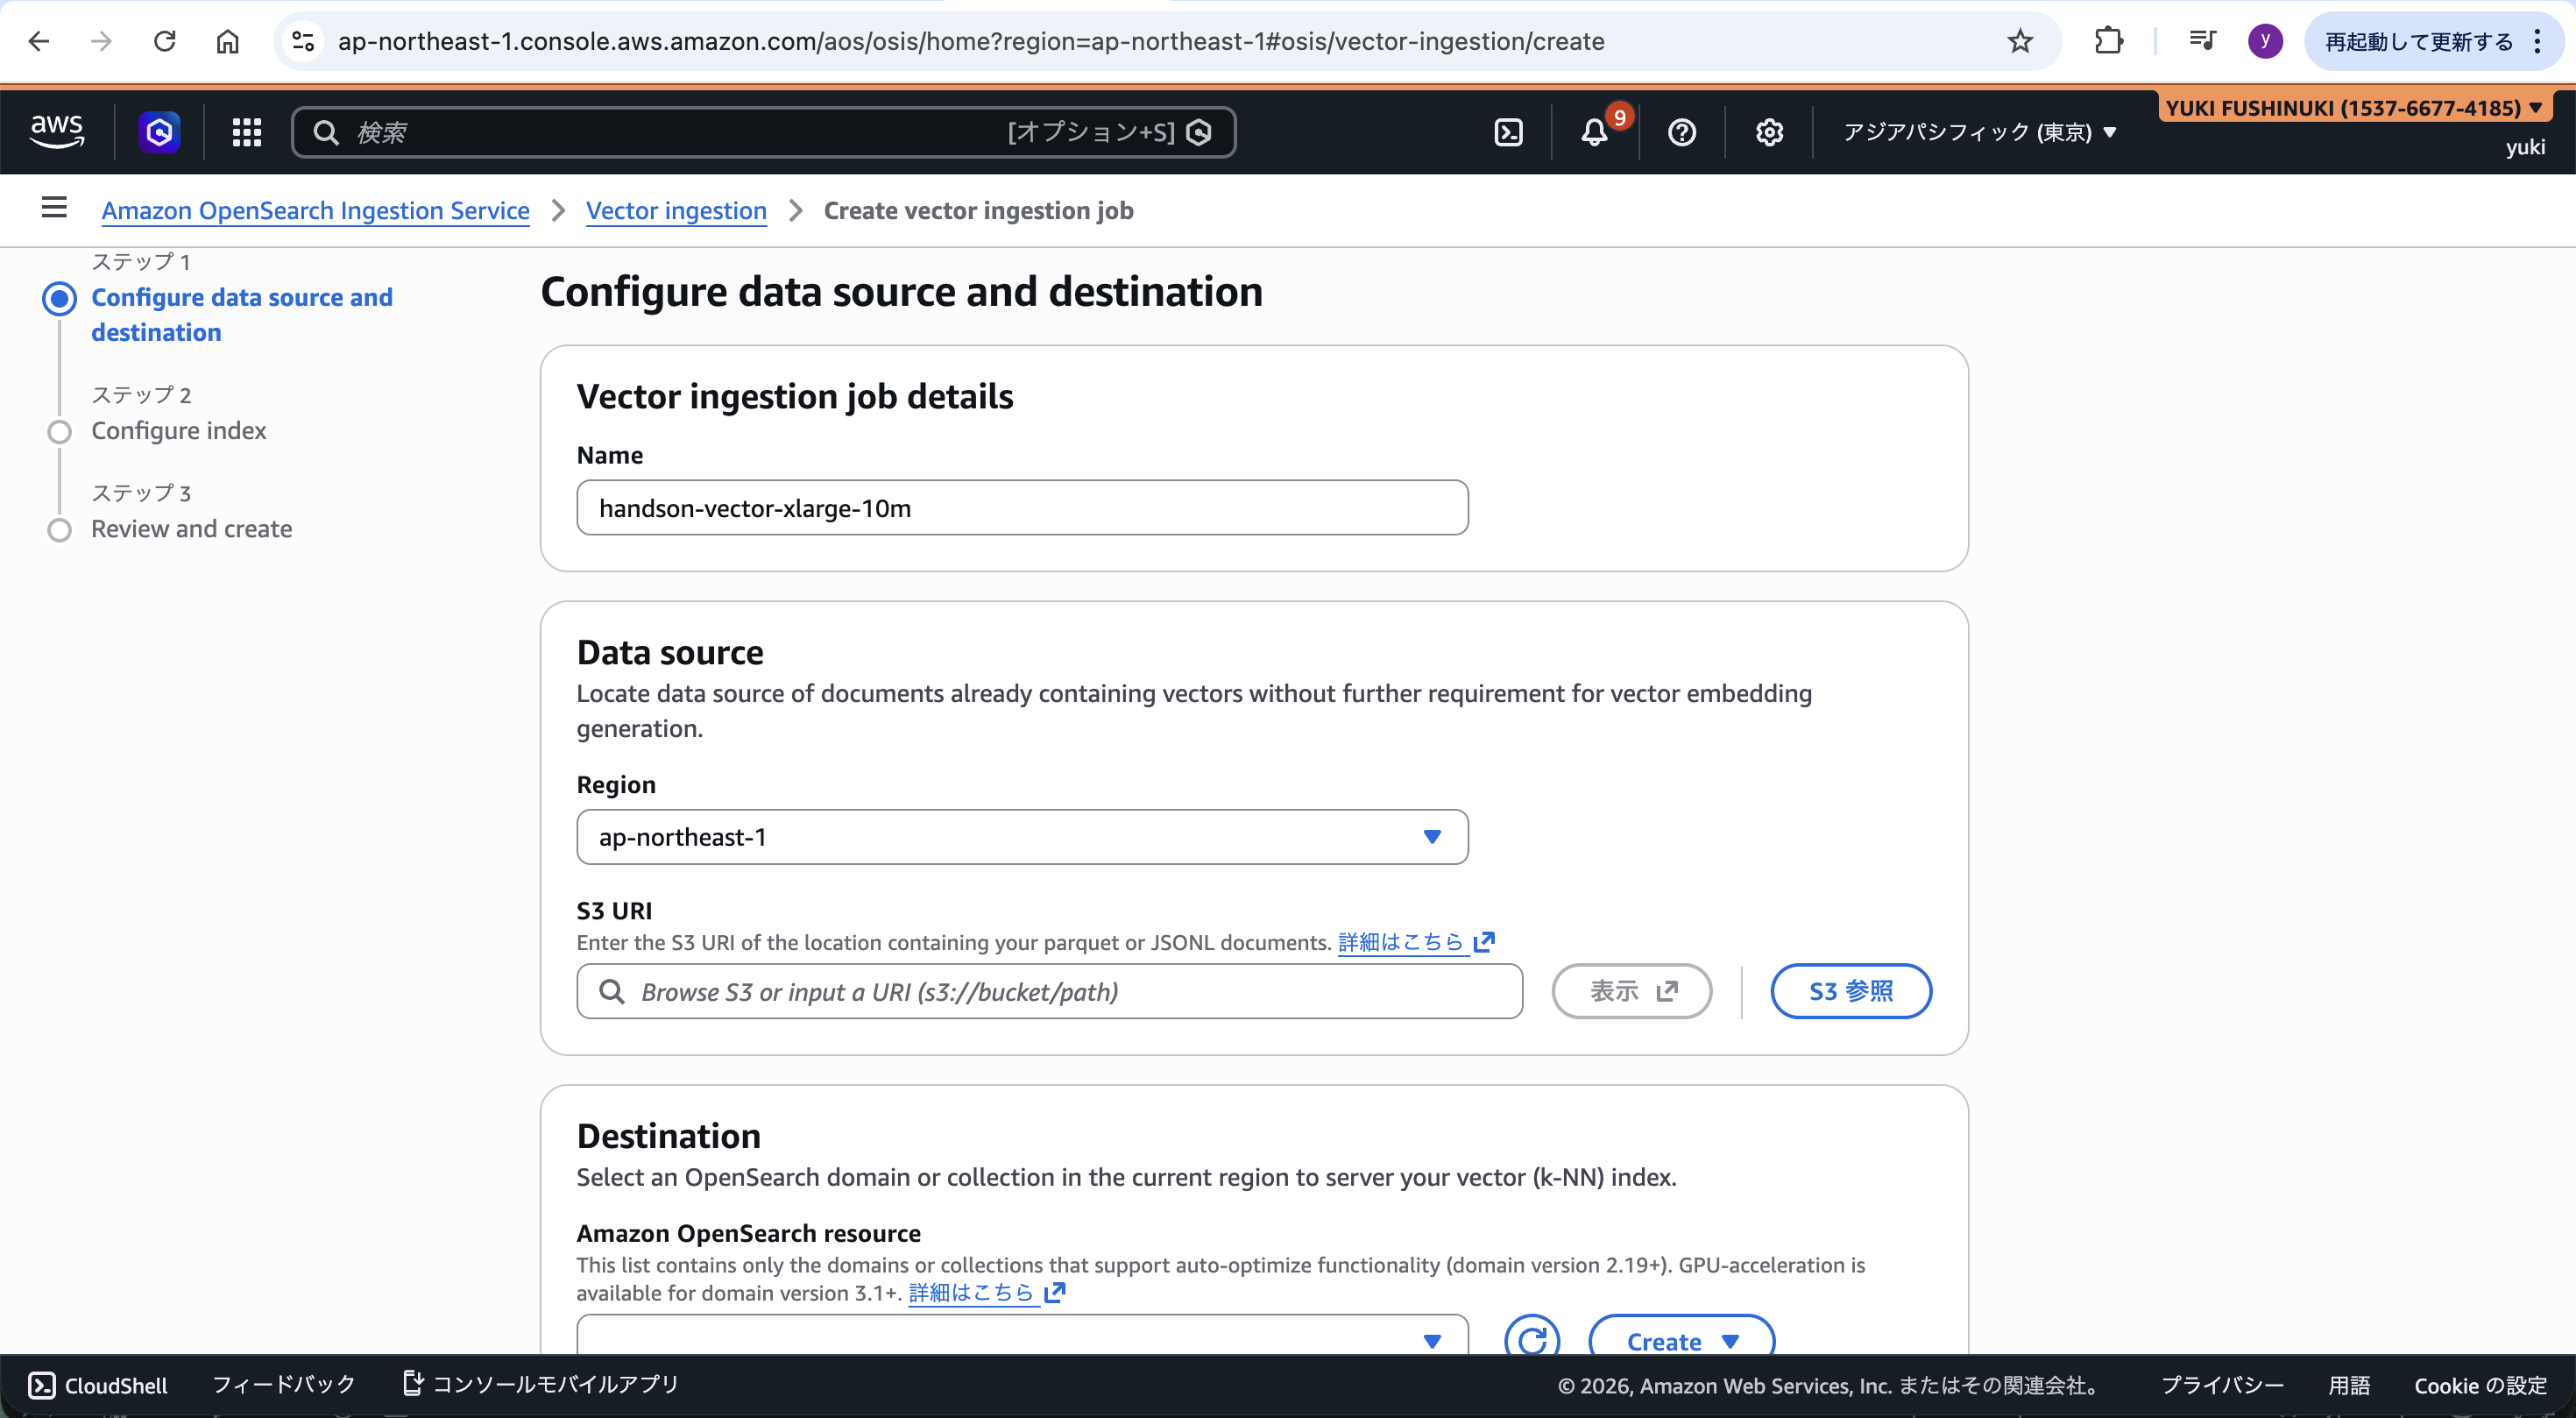 ap-northeast-1.console.aws.amazon.com/aos/osis/home?region=ap-northeast-1#osis/vector-ingestion/create
y
再起動して更新する
aws
検索
[オプション+S]
9
アジアパシフィック (東京)
YUKI FUSHINUKI (1537-6677-4185)
yuki
Amazon OpenSearch Ingestion Service
Vector ingestion
Create vector ingestion job
ステップ 1
Configure data source and
destination
ステップ 2
Configure index
ステップ 3
Review and create
Configure data source and destination
Vector ingestion job details
Name
handson-vector-xlarge-10m
Data source
Locate data source of documents already containing vectors without further requirement for vector embedding
generation.
Region
ap-northeast-1
S3 URI
Enter the S3 URI of the location containing your parquet or JSONL documents. 詳細はこちら
Browse S3 or input a URI (s3://bucket/path)
表示
S3 参照
Destination
Select an OpenSearch domain or collection in the current region to server your vector (k-NN) index.
Amazon OpenSearch resource
This list contains only the domains or collections that support auto-optimize functionality (domain version 2.19+). GPU-acceleration is
available for domain version 3.1+. 詳細はこちら
Create
CloudShell
フィードバック
コンソールモバイルアプリ
© 2026, Amazon Web Services, Inc. またはその関連会社。
プライバシー
用語
Cookie の設定